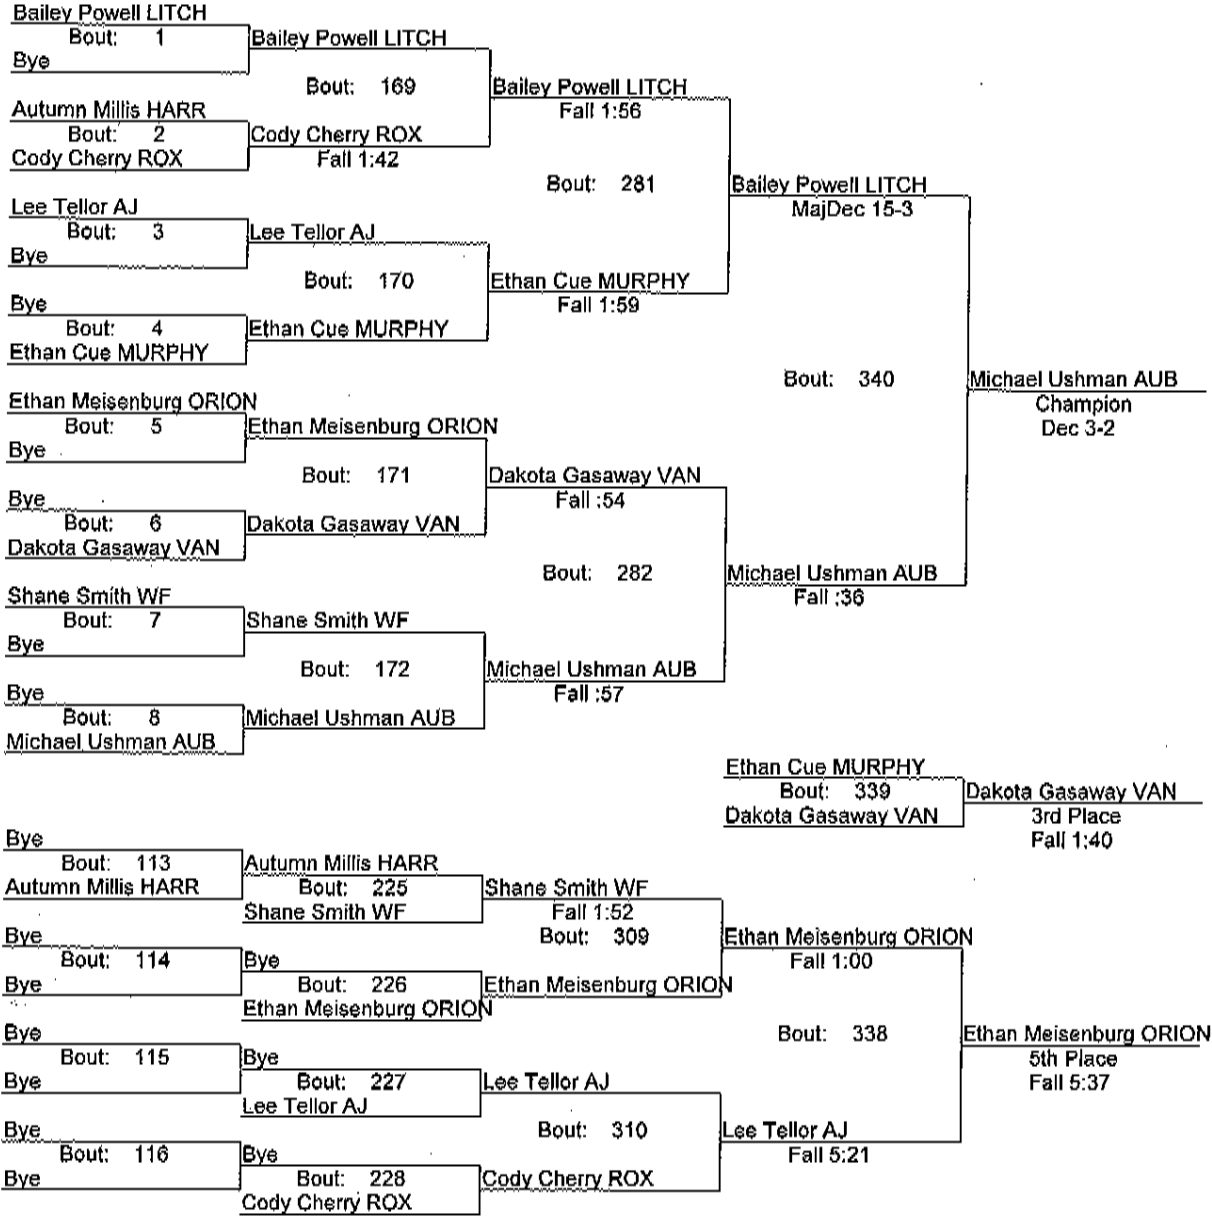 Bailey Powell LITCH
Bout: 1
Bye
Bailey Powell LITCH
Bout: 169
Autumn Millis HARR
Bout: 2
Cody Cherry ROX
Cody Cherry ROX
Fall 1:42
Bailey Powell LITCH
Fall 1:56
Bout: 281
Lee Tellor AJ
Bout: 3
Bye
Lee Tellor AJ
Bout: 170
Bye
Bout: 4
Ethan Cue MURPHY
Ethan Cue MURPHY
Ethan Cue MURPHY
Fall 1:59
Bailey Powell LITCH
MajDec 15-3
Bout: 340
Ethan Meisenburg ORION
Bout: 5
Bye
Ethan Meisenburg ORION
Bout: 171
Bye
Bout: 6
Dakota Gasaway VAN
Dakota Gasaway VAN
Dakota Gasaway VAN
Fall :54
Bout: 282
Shane Smith WF
Bout: 7
Bye
Shane Smith WF
Bout: 172
Bye
Bout: 8
Michael Ushman AUB
Michael Ushman AUB
Michael Ushman AUB
Fall :57
Michael Ushman AUB
Fall :36
Michael Ushman AUB
Champion
Dec 3-2
Ethan Cue MURPHY
Bout: 339
Dakota Gasaway VAN
Dakota Gasaway VAN
3rd Place
Fall 1:40
Bye
Bout: 113
Autumn Millis HARR
Autumn Millis HARR
Bout: 225
Shane Smith WF
Shane Smith WF
Fall 1:52
Bout: 309
Bye
Bout: 114
Bye
Bye
Bout: 226
Ethan Meisenburg ORION
Ethan Meisenburg ORION
Ethan Meisenburg ORION
Fall 1:00
Bout: 338
Bye
Bout: 115
Bye
Bye
Bout: 227
Lee Tellor AJ
Lee Tellor AJ
Bout: 310
Bye
Bout: 116
Bye
Bye
Bout: 228
Cody Cherry ROX
Cody Cherry ROX
Lee Tellor AJ
Fall 5:21
Ethan Meisenburg ORION
5th Place
Fall 5:37